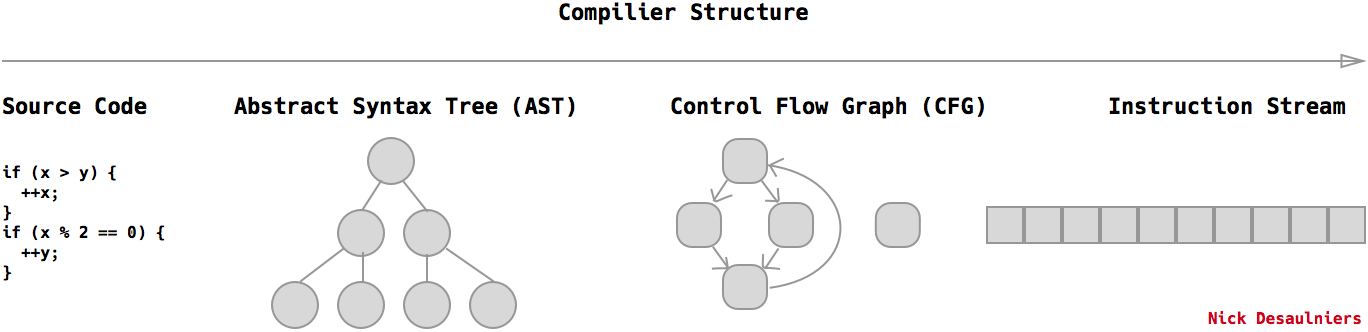 Compilier Structure
Source Code
Abstract Syntax Tree (AST)
Control Flow Graph (CFG)
Instruction Stream
if (x > y) {
  ++x;
}
if (x % 2 == 0) {
  ++y;
}
Nick Desaulniers